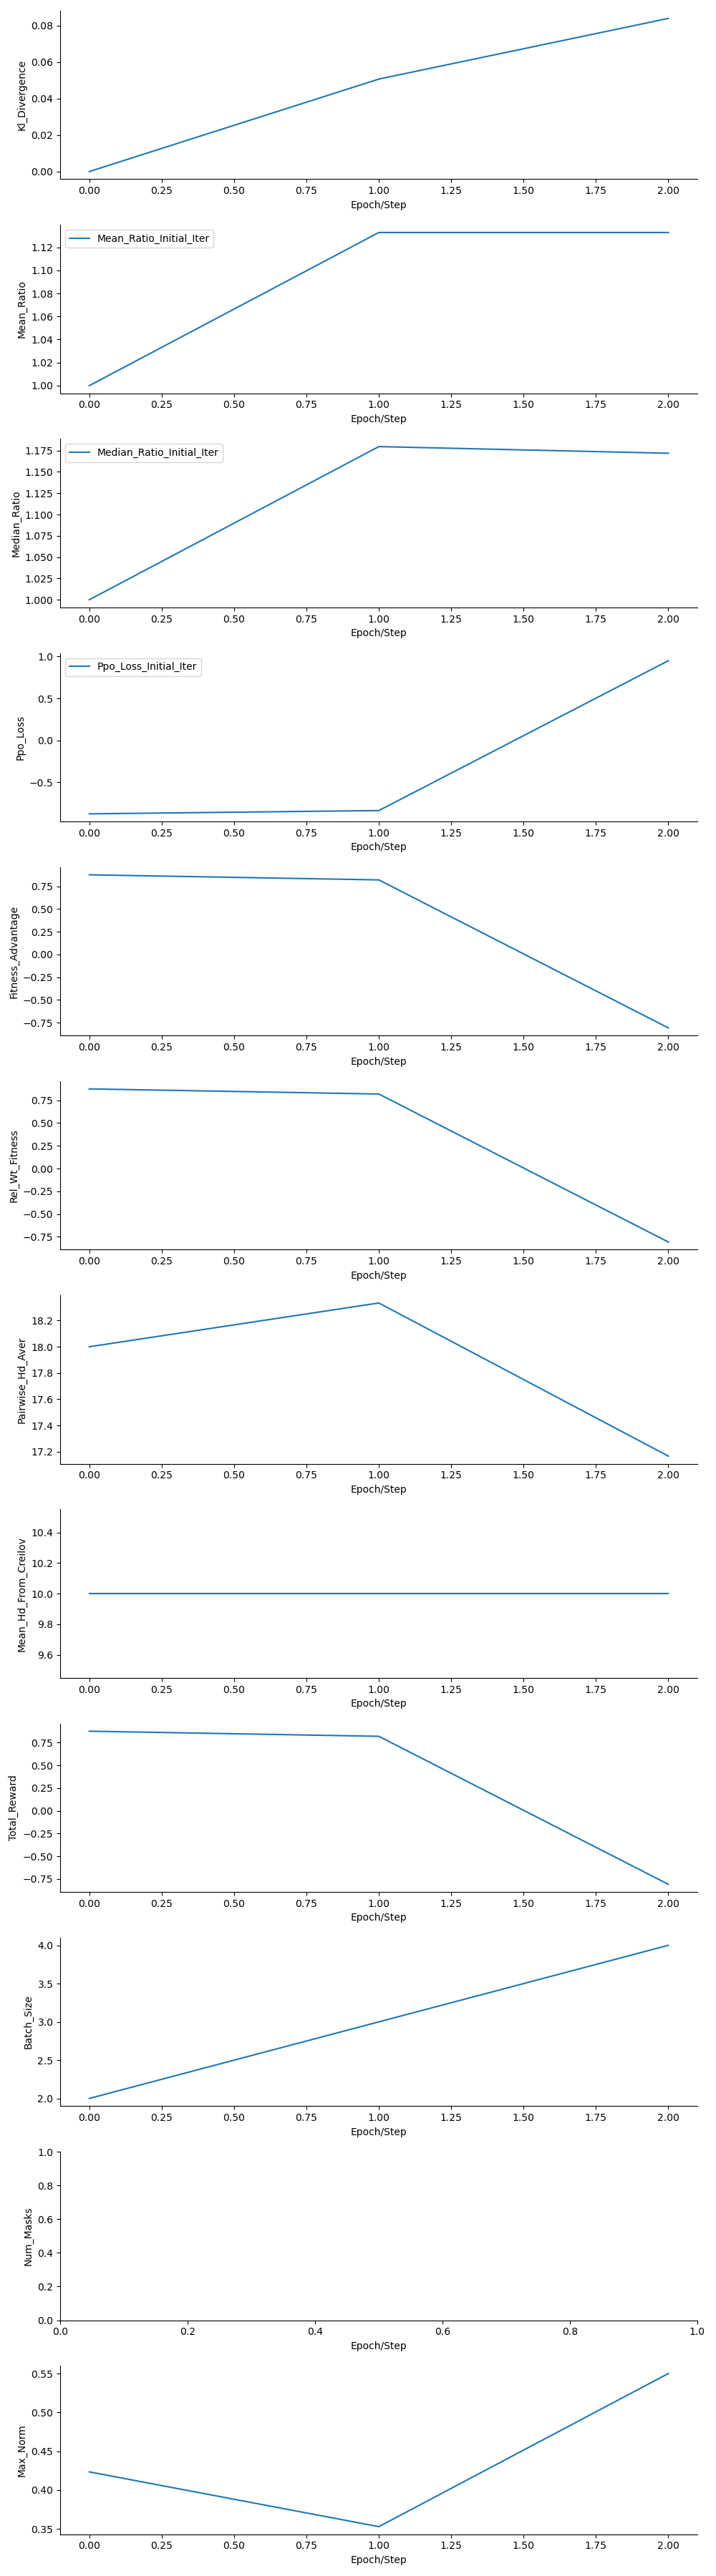 0.08
0.06
0.04
0.02
0.00
Kl_Divergence
0.00 0.25 0.50 0.75 1.00 1.25 1.50 1.75 2.00
Epoch/Step
Mean_Ratio_Initial_Iter
1.12
1.10
1.08
1.06
1.04
1.02
1.00
Mean_Ratio
0.00 0.25 0.50 0.75 1.00 1.25 1.50 1.75 2.00
Epoch/Step
Median_Ratio_Initial_Iter
1.175
1.150
1.125
1.100
1.075
1.050
1.025
1.000
Median_Ratio
0.00 0.25 0.50 0.75 1.00 1.25 1.50 1.75 2.00
Epoch/Step
Ppo_Loss_Initial_Iter
1.0
0.5
0.0
−0.5
Ppo_Loss
0.00 0.25 0.50 0.75 1.00 1.25 1.50 1.75 2.00
Epoch/Step
0.75
0.50
0.25
0.00
−0.25
−0.50
−0.75
Fitness_Advantage
0.00 0.25 0.50 0.75 1.00 1.25 1.50 1.75 2.00
Epoch/Step
0.75
0.50
0.25
0.00
−0.25
−0.50
−0.75
Rel_Wt_Fitness
0.00 0.25 0.50 0.75 1.00 1.25 1.50 1.75 2.00
Epoch/Step
18.2
18.0
17.8
17.6
17.4
17.2
Pairwise_Hd_Aver
0.00 0.25 0.50 0.75 1.00 1.25 1.50 1.75 2.00
Epoch/Step
10.4
10.2
10.0
9.8
9.6
Mean_Hd_From_Creilov
0.00 0.25 0.50 0.75 1.00 1.25 1.50 1.75 2.00
Epoch/Step
0.75
0.50
0.25
0.00
−0.25
−0.50
−0.75
Total_Reward
0.00 0.25 0.50 0.75 1.00 1.25 1.50 1.75 2.00
Epoch/Step
4.0
3.5
3.0
2.5
2.0
Batch_Size
0.00 0.25 0.50 0.75 1.00 1.25 1.50 1.75 2.00
Epoch/Step
1.0
0.8
0.6
0.4
0.2
0.0
Num_Masks
0.0 0.2 0.4 0.6 0.8 1.0
Epoch/Step
0.55
0.50
0.45
0.40
0.35
Max_Norm
0.00 0.25 0.50 0.75 1.00 1.25 1.50 1.75 2.00
Epoch/Step